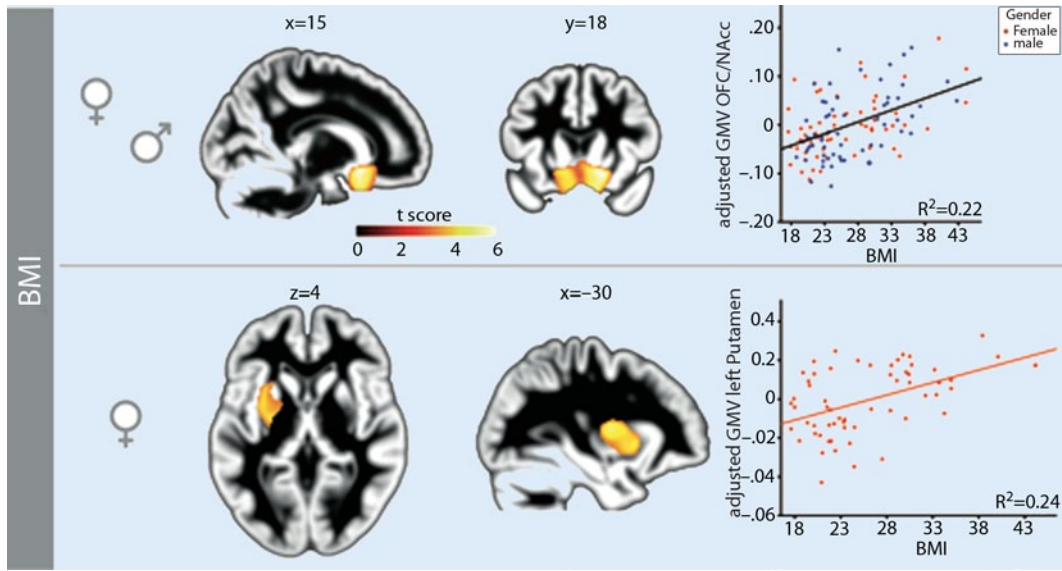 BMI
x=15
y=18
t score
0 2 4 6
adjusted GMV OFC/NAcc
.20
.10
0
-.10
-.20
Gender
Female
male
R²=0.22
18 23 28 33 38 43
BMI
z=4
x=-30
adjusted GMV left Putamen
0.4
0.2
0
-.02
-.04
-.06
R²=0.24
18 23 28 33 38 43
BMI